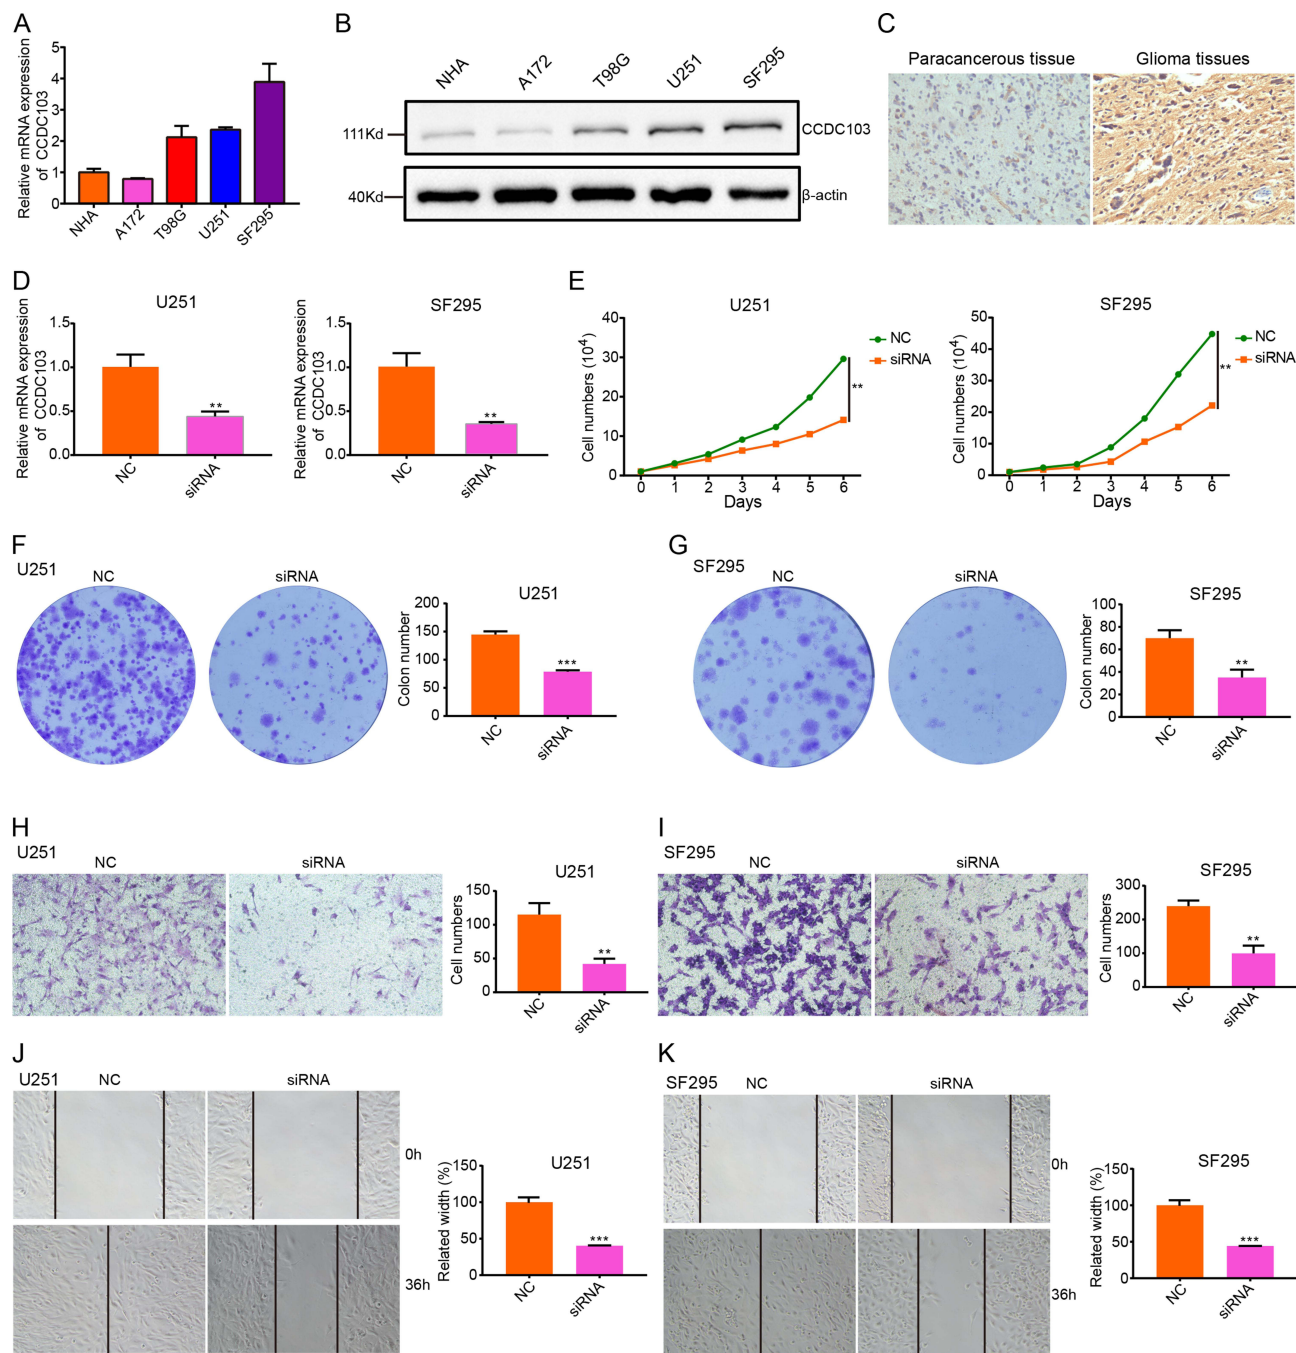 A
Relative mRNA expression
of CCDC103
5
4
3
2
1
0
NHA
A172
T98G
U251
SF295
B
NHA
A172
T98G
U251
SF295
111Kd
CCDC103
40Kd
β-actin
C
Paracancerous tissue
Glioma tissues
D
U251
Relative mRNA expression
of CCDC103
1.5
1.0
0.5
0.0
**
NC
siRNA
SF295
Relative mRNA expression
of CCDC103
1.5
1.0
0.5
0.0
**
NC
siRNA
E
U251
Cell numbers (10⁴)
40
30
20
10
0
0 1 2 3 4 5 6
Days
NC
siRNA
**
SF295
Cell numbers (10⁴)
50
40
30
20
10
0
0 1 2 3 4 5 6
Days
NC
siRNA
**
F
U251
NC
siRNA
U251
Colon number
200
150
100
50
0
***
NC
siRNA
G
SF295
NC
siRNA
SF295
Colon number
100
80
60
40
20
0
**
NC
siRNA
H
U251
NC
siRNA
U251
Cell numbers
150
100
50
0
**
NC
siRNA
I
SF295
NC
siRNA
SF295
Cell numbers
300
200
100
0
**
NC
siRNA
J
U251
NC
siRNA
0h
36h
U251
Related width (%)
150
100
50
0
***
NC
siRNA
K
SF295
NC
siRNA
0h
36h
SF295
Related width (%)
150
100
50
0
***
NC
siRNA